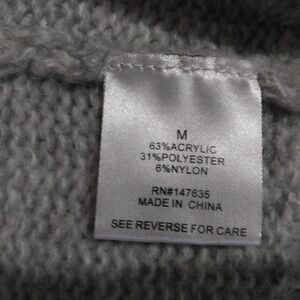 M
63%ACRYLIC
31%POLYESTER
6%NYLON
RN#147635
MADE IN CHINA
SEE REVERSE FOR CARE